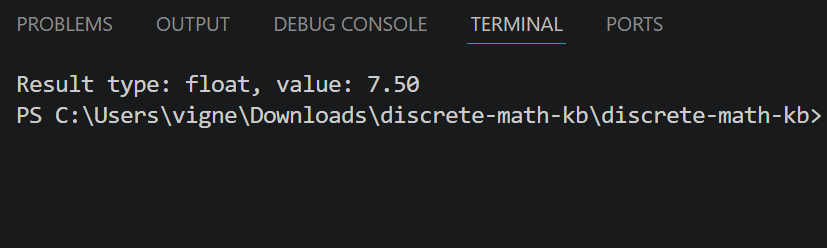 PROBLEMS OUTPUT DEBUG CONSOLE TERMINAL PORTS
Result type: float, value: 7.50
PS C:\Users\vigne\Downloads\discrete-math-kb\discrete-math-kb>